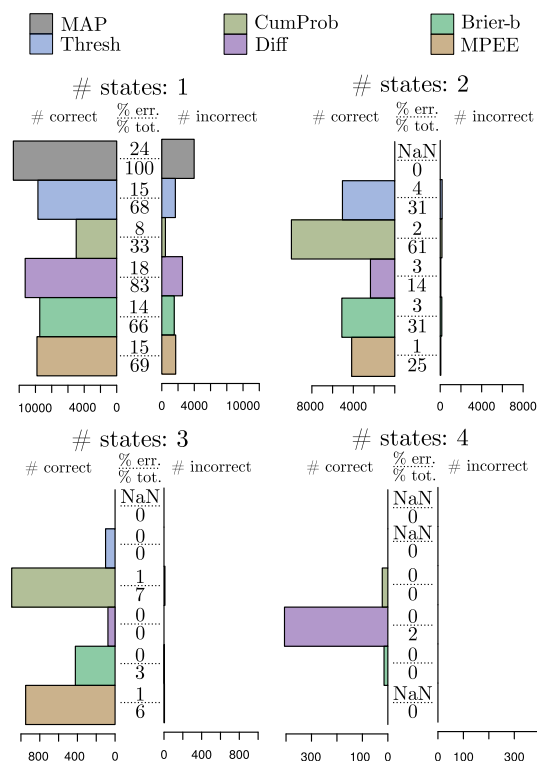 MAP CumProb Brier-b
Thresh Diff MPEE
# states: 1
# correct % err. % tot. # incorrect
24
100
15
68
8
33
18
83
14
66
15
69
10000 4000 0 0 4000 10000
# states: 2
# correct % err. % tot. # incorrect
NaN
0
4
31
2
61
3
14
3
31
1
25
8000 4000 0 0 4000 8000
# states: 3
# correct % err. % tot. # incorrect
NaN
0
0
0
1
7
0
0
0
3
1
6
800 400 0 0 400 800
# states: 4
# correct % err. % tot. # incorrect
NaN
0
NaN
0
0
0
0
2
0
0
NaN
0
300 100 0 0 100 300